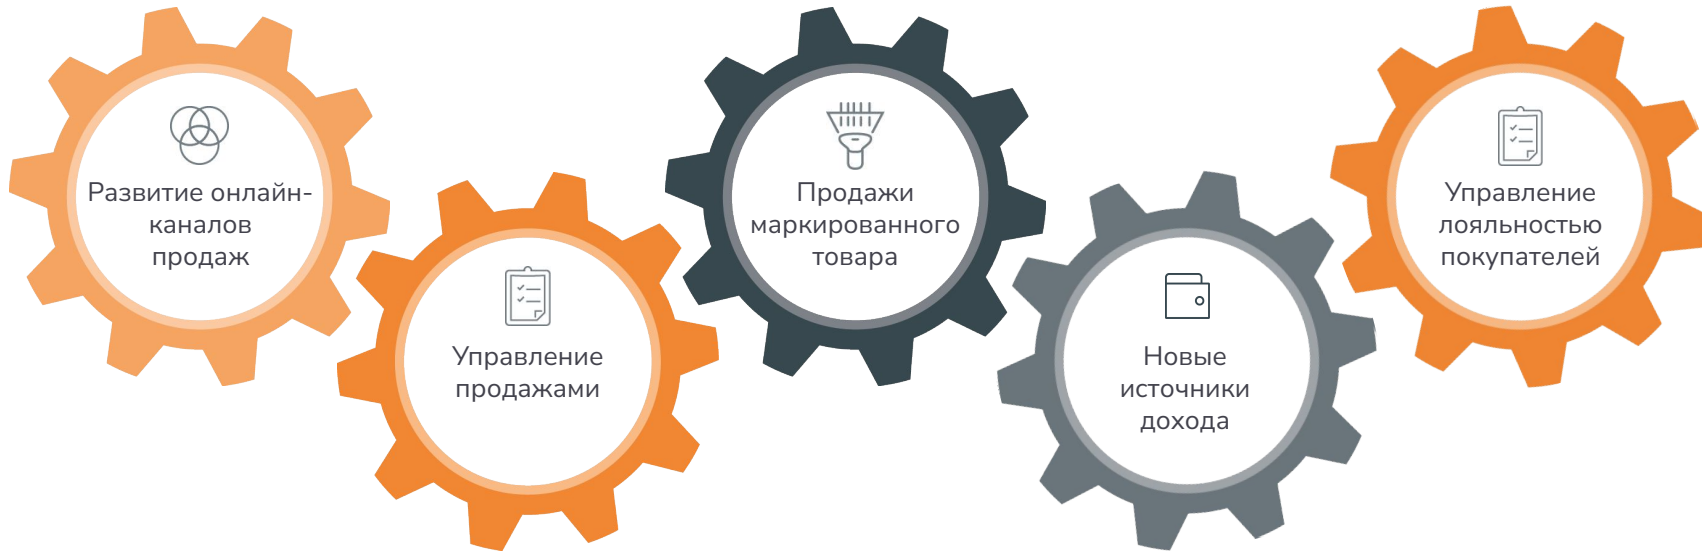 Развитие онлайн-
каналов
продаж
Управление
продажами
Продажи
маркированного
товара
Новые
источники
дохода
Управление
лояльностью
покупателей